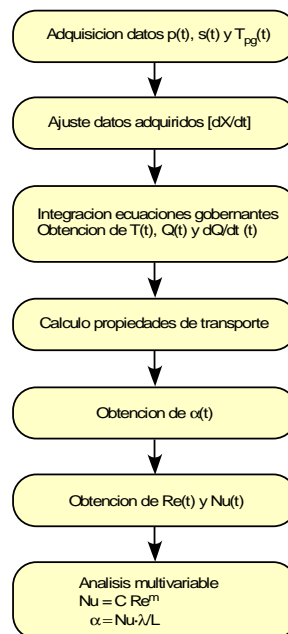 Adquisicion datos p(t), s(t) y Tpg(t)
Ajuste datos adquiridos [dX/dt]
Integracion ecuaciones gobernantes
Obtencion de T(t), Q(t) y dQ/dt (t)
Calculo propiedades de transporte
Obtencion de α(t)
Obtencion de Re(t) y Nu(t)
Analisis multivariable
Nu = C Re^m
α = Nu·λ/L